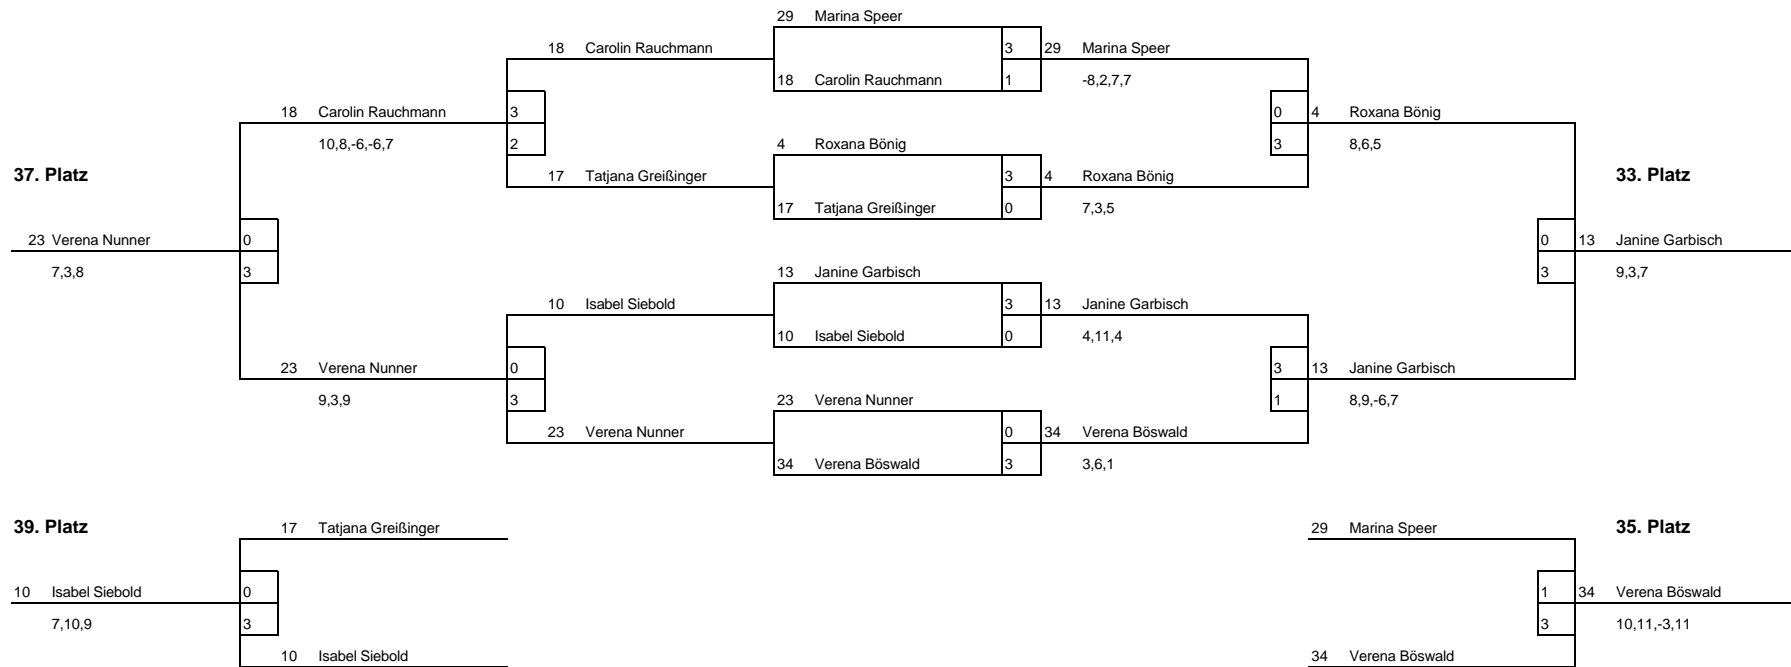 29 Marina Speer
18 Carolin Rauchmann 3 29 Marina Speer
18 Carolin Rauchmann 1 -8,2,7,7
18 Carolin Rauchmann 3 0 4 Roxana Bönig
10,8,-6,-6,7 2 4 Roxana Bönig 3 8,6,5
37. Platz 17 Tatjana Greißinger 3 4 Roxana Bönig 33. Platz
17 Tatjana Greißinger 0 7,3,5
23 Verena Nunner 0 0 13 Janine Garbisch
7,3,8 3 13 Janine Garbisch 3 9,3,7
10 Isabel Siebold 3 13 Janine Garbisch
10 Isabel Siebold 0 4,11,4
23 Verena Nunner 0 3 13 Janine Garbisch
9,3,9 3 23 Verena Nunner 1 8,9,-6,7
23 Verena Nunner 0 34 Verena Böswald
34 Verena Böswald 3 3,6,1
39. Platz 17 Tatjana Greißinger 29 Marina Speer 35. Platz
10 Isabel Siebold 0 1 34 Verena Böswald
7,10,9 3 3 10,11,-3,11
10 Isabel Siebold 34 Verena Böswald